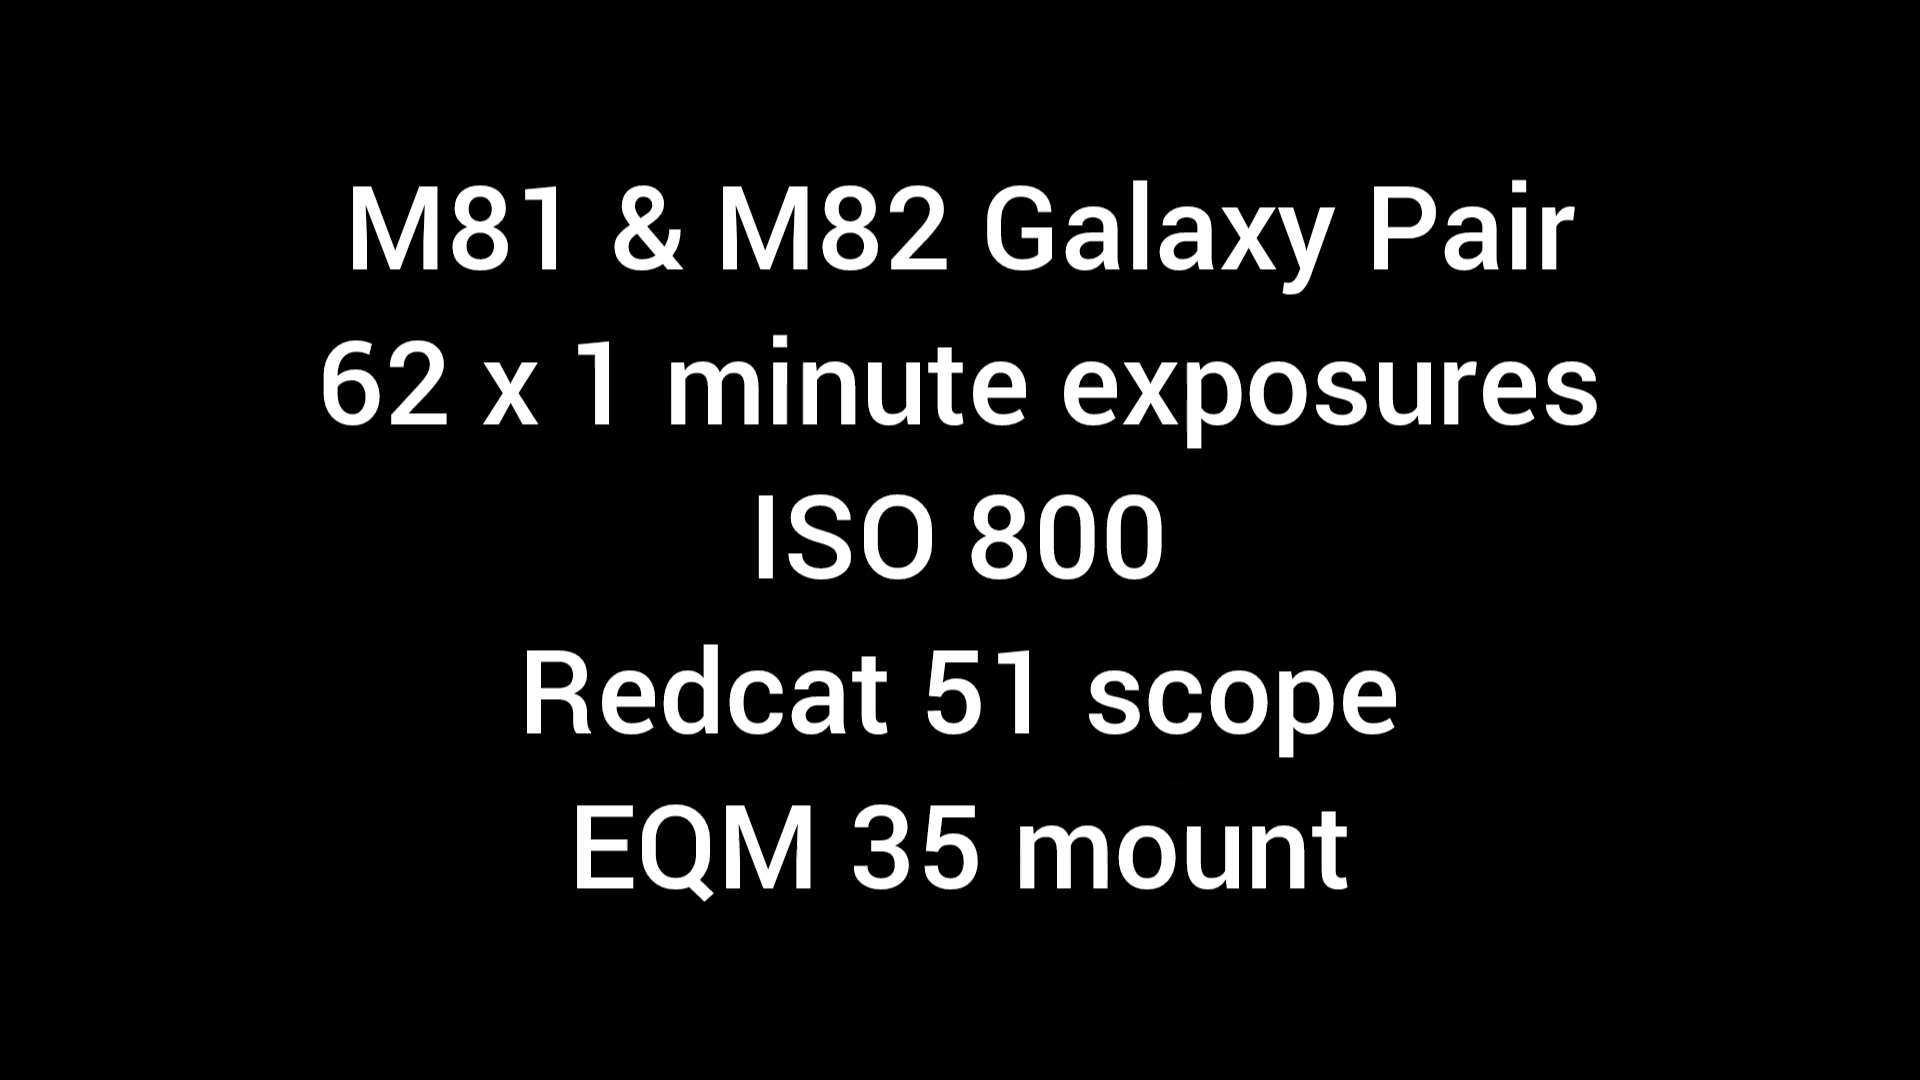 M81 & M82 Galaxy Pair
62 x 1 minute exposures
ISO 800
Redcat 51 scope
EQM 35 mount